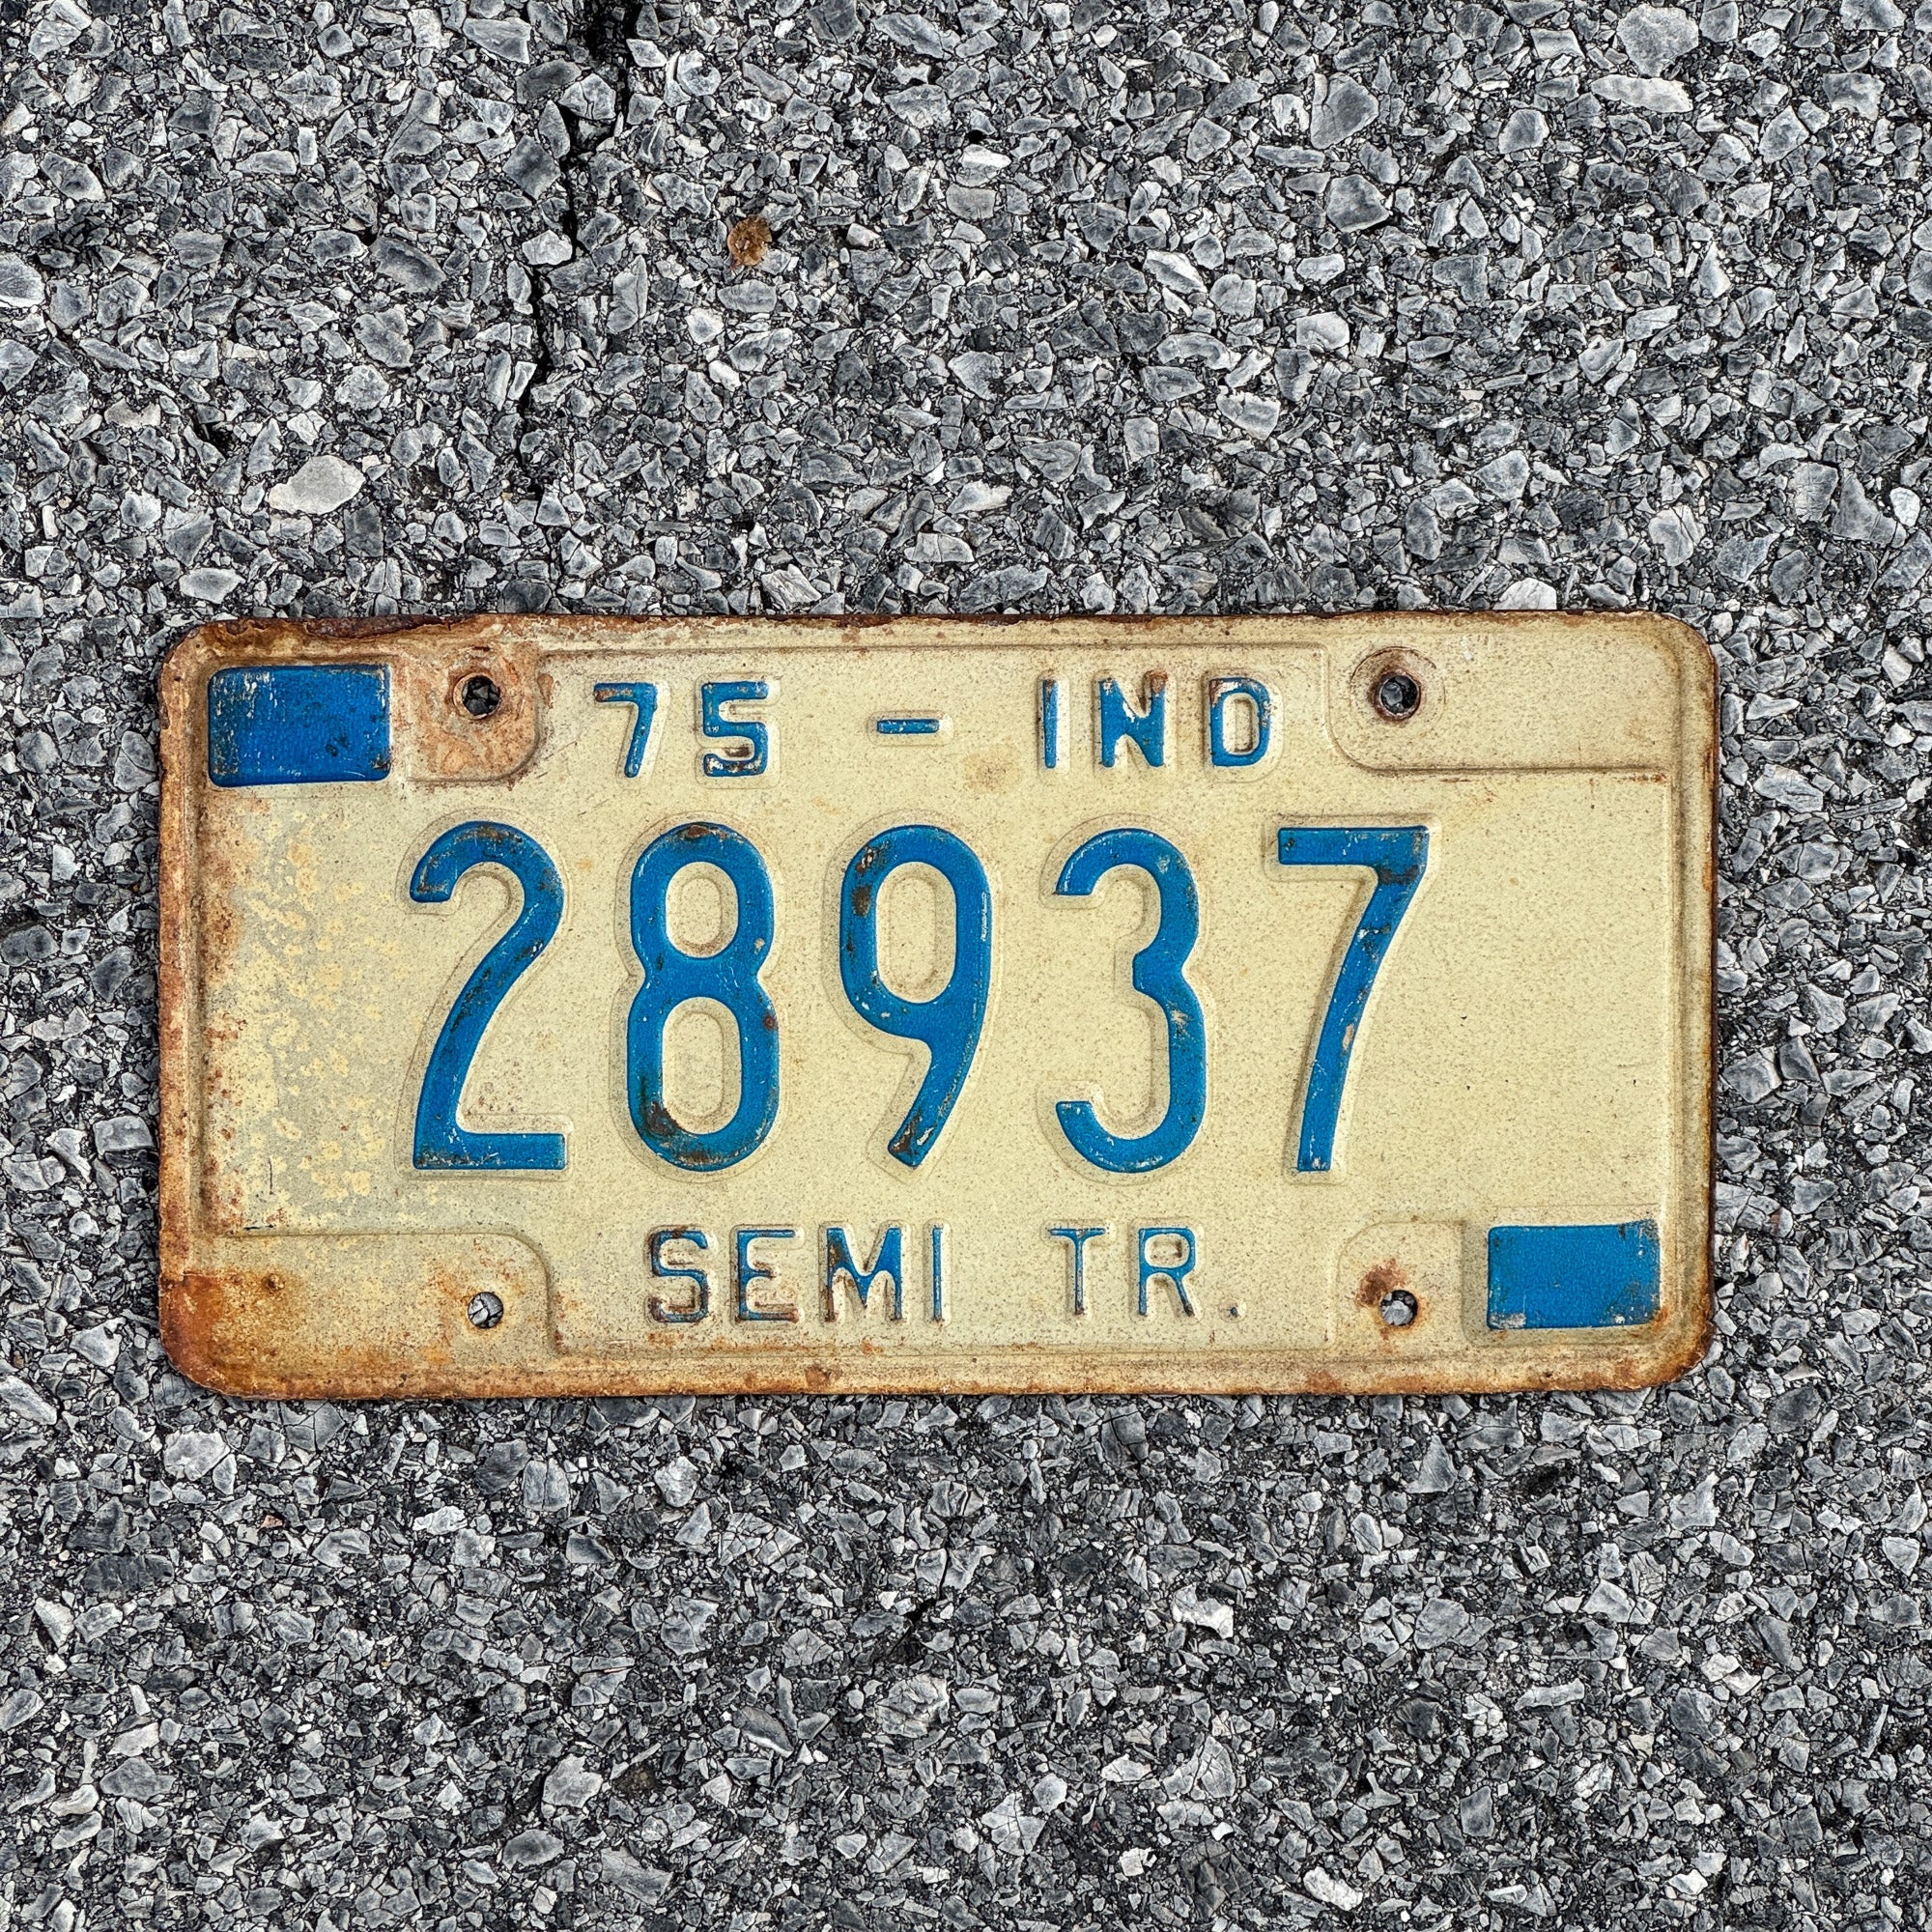 75 - IND
28937
SEMI TR.